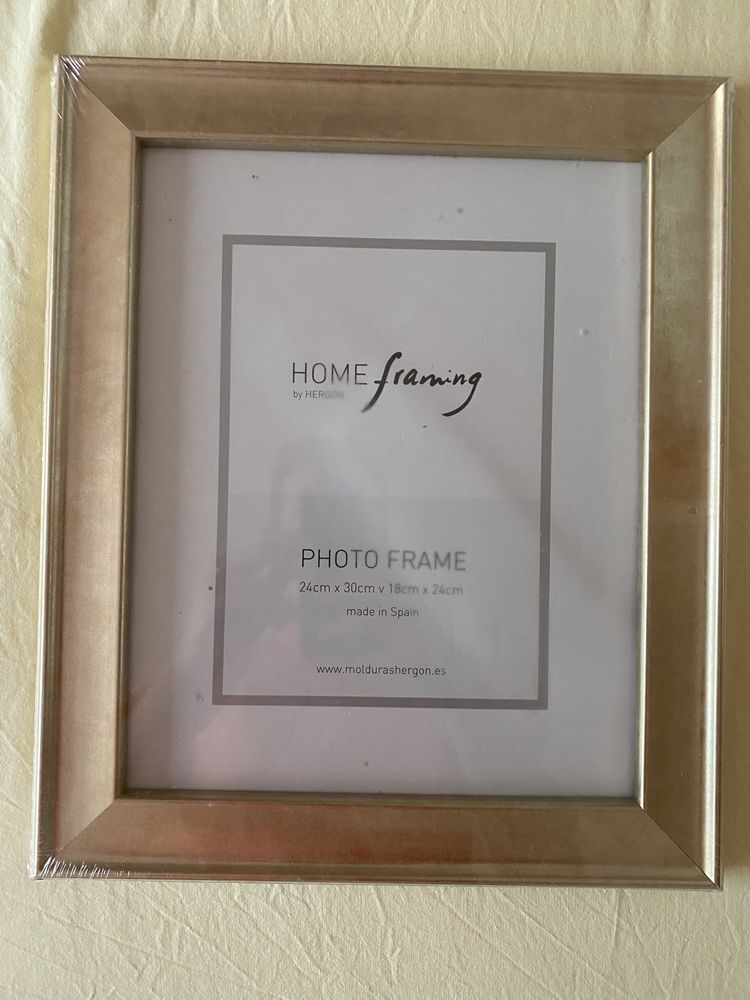 HOME framing
by HERGON
PHOTO FRAME
24cm x 30cm v 18cm x 24cm
made in Spain
www.moldurashergon.es